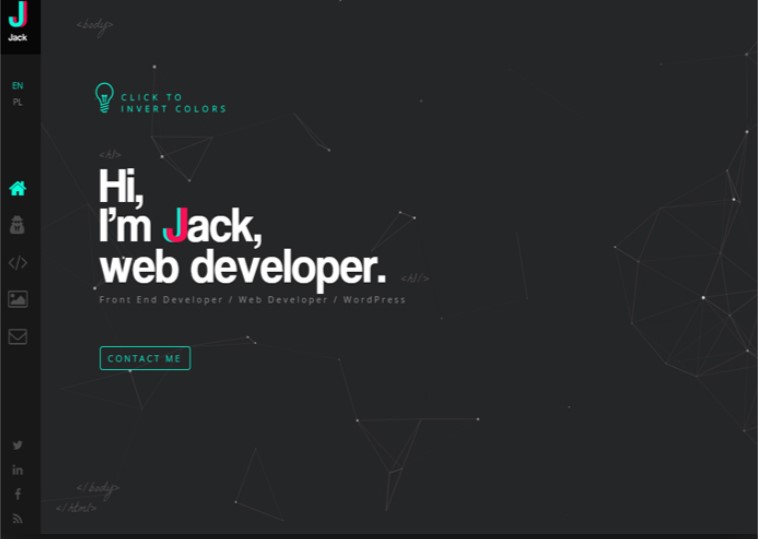 J
Jack
EN
PL
<body>
CLICK TO
INVERT COLORS
<h1>
Hi,
I'm Jack,
web developer.
<h1/>
Front End Developer / Web Developer / WordPress
CONTACT ME
</body>
</html>